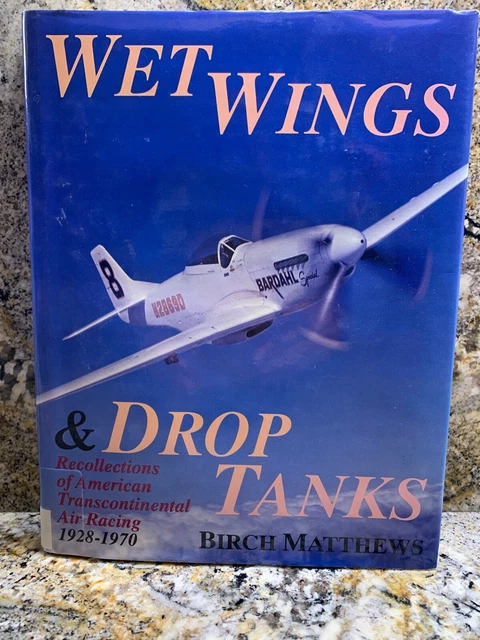 WET
WINGS
8
N2869D
BARDAHL Special
& DROP
TANKS
Recollections
of American
Transcontinental
Air Racing
1928-1970
BIRCH MATTHEWS